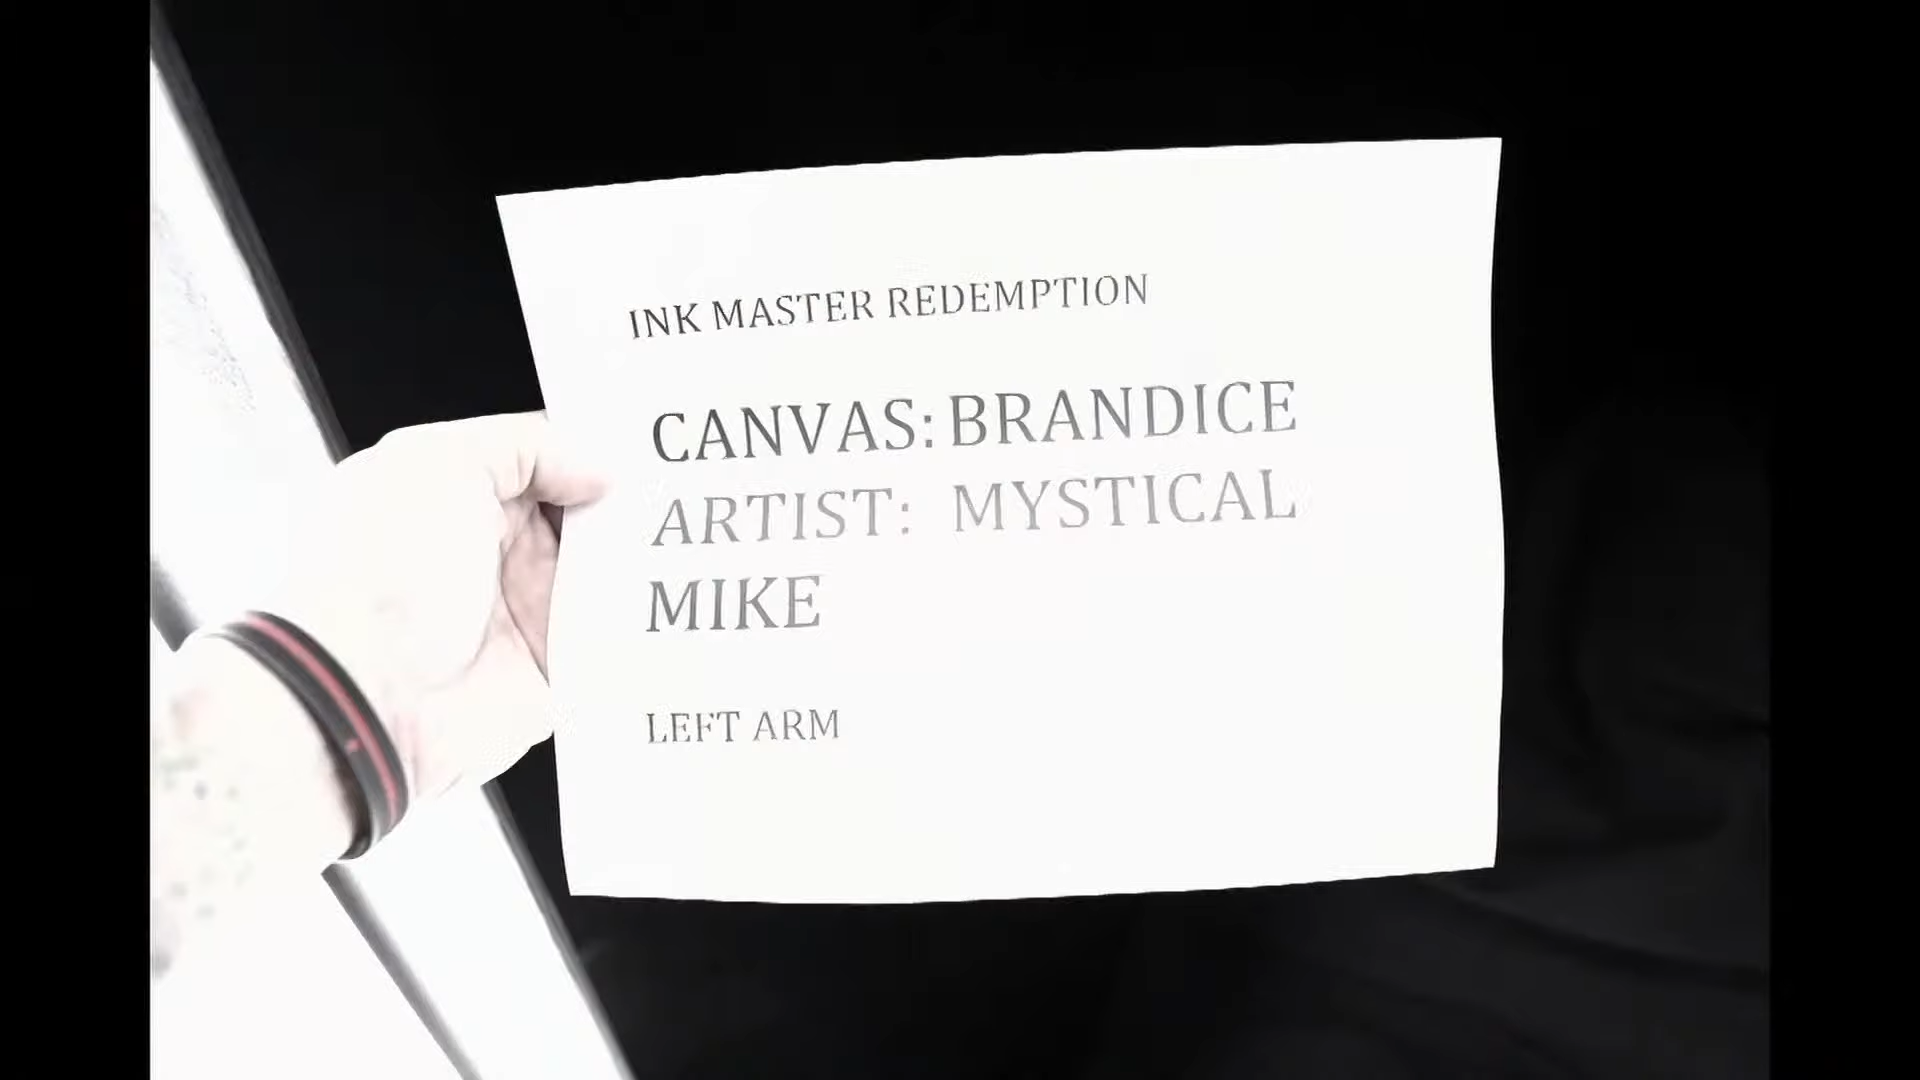 INK MASTER REDEMPTION
CANVAS: BRANDICE
ARTIST: MYSTICAL
MIKE
LEFT ARM